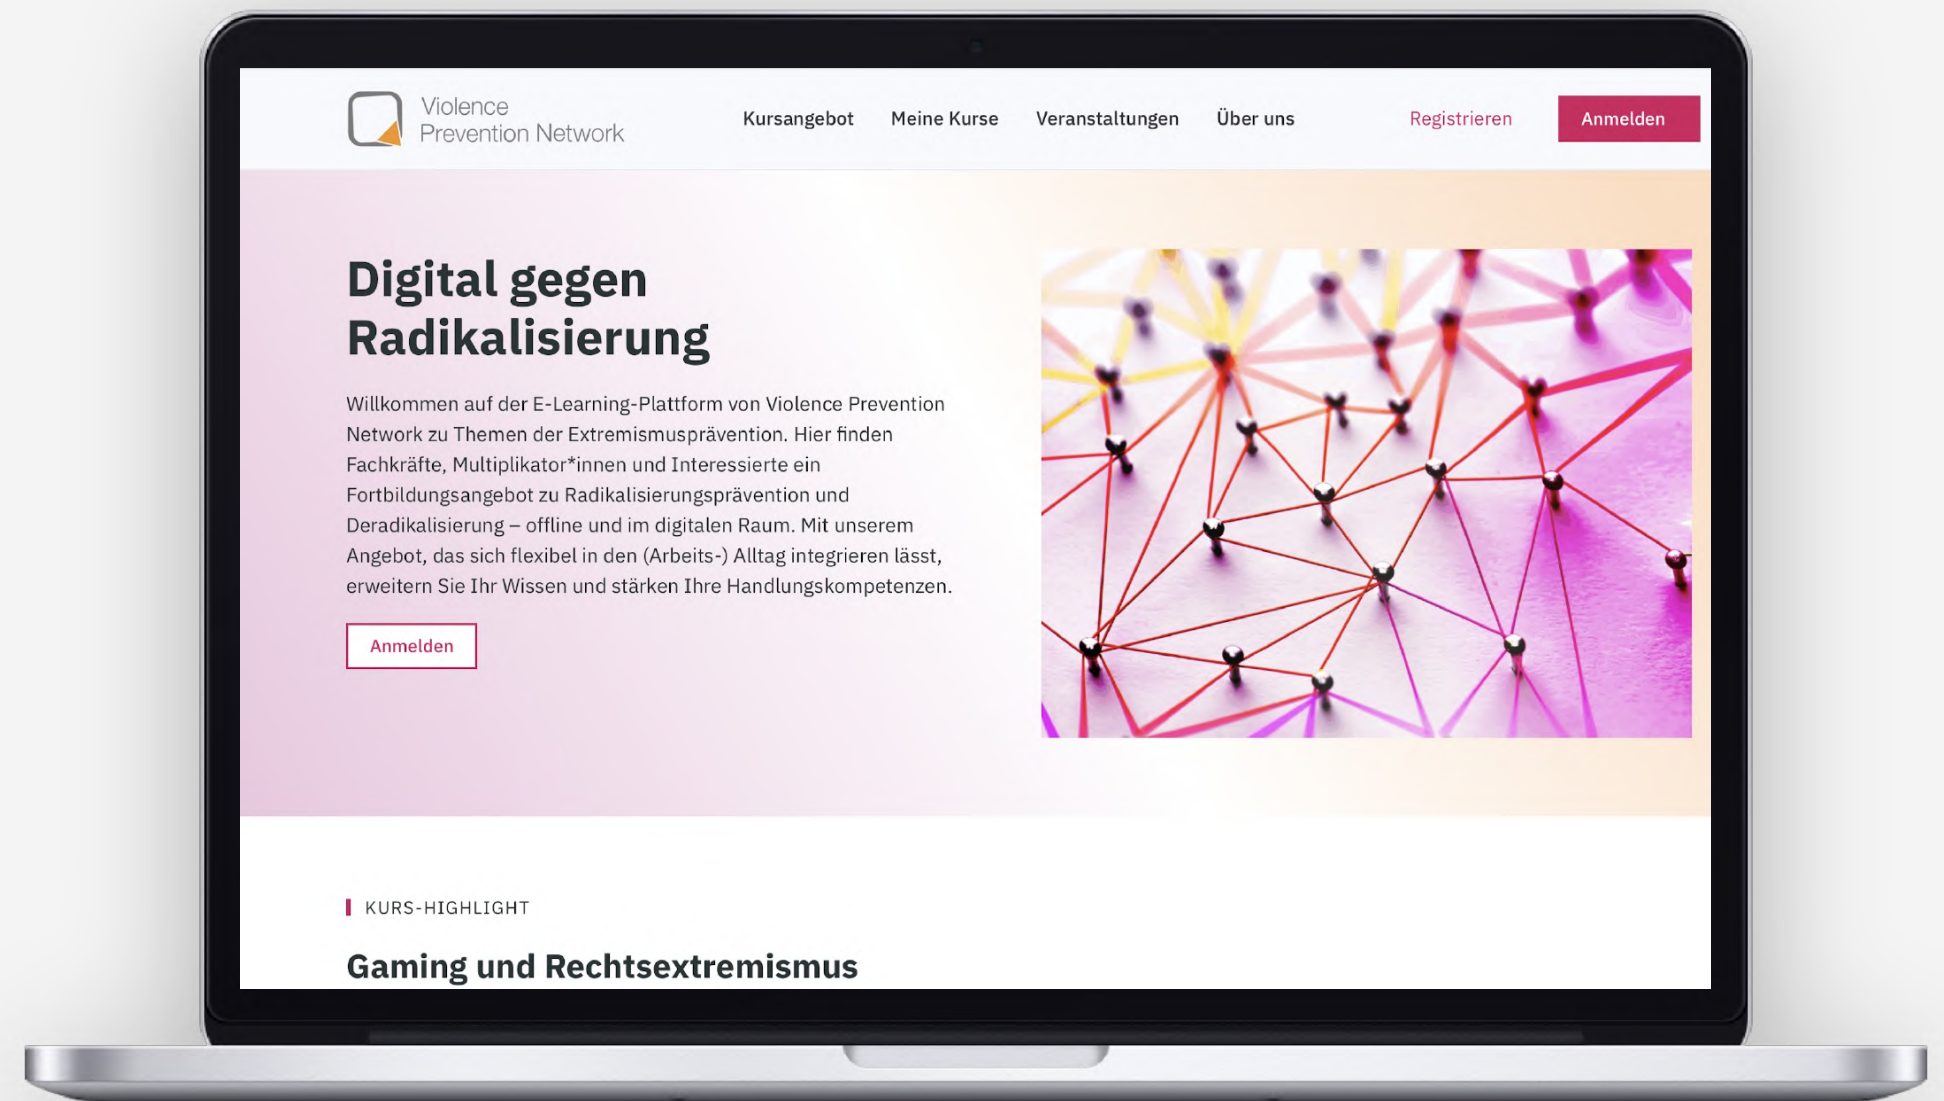 Violence
Prevention Network
Kursangebot Meine Kurse Veranstaltungen Über uns Registrieren Anmelden
Digital gegen
Radikalisierung
Willkommen auf der E-Learning-Plattform von Violence Prevention
Network zu Themen der Extremismusprävention. Hier finden
Fachkräfte, Multiplikator*innen und Interessierte ein
Fortbildungsangebot zu Radikalisierungsprävention und
Deradikalisierung – offline und im digitalen Raum. Mit unserem
Angebot, das sich flexibel in den (Arbeits-) Alltag integrieren lässt,
erweitern Sie Ihr Wissen und stärken Ihre Handlungskompetenzen.
Anmelden
KURS-HIGHLIGHT
Gaming und Rechtsextremismus